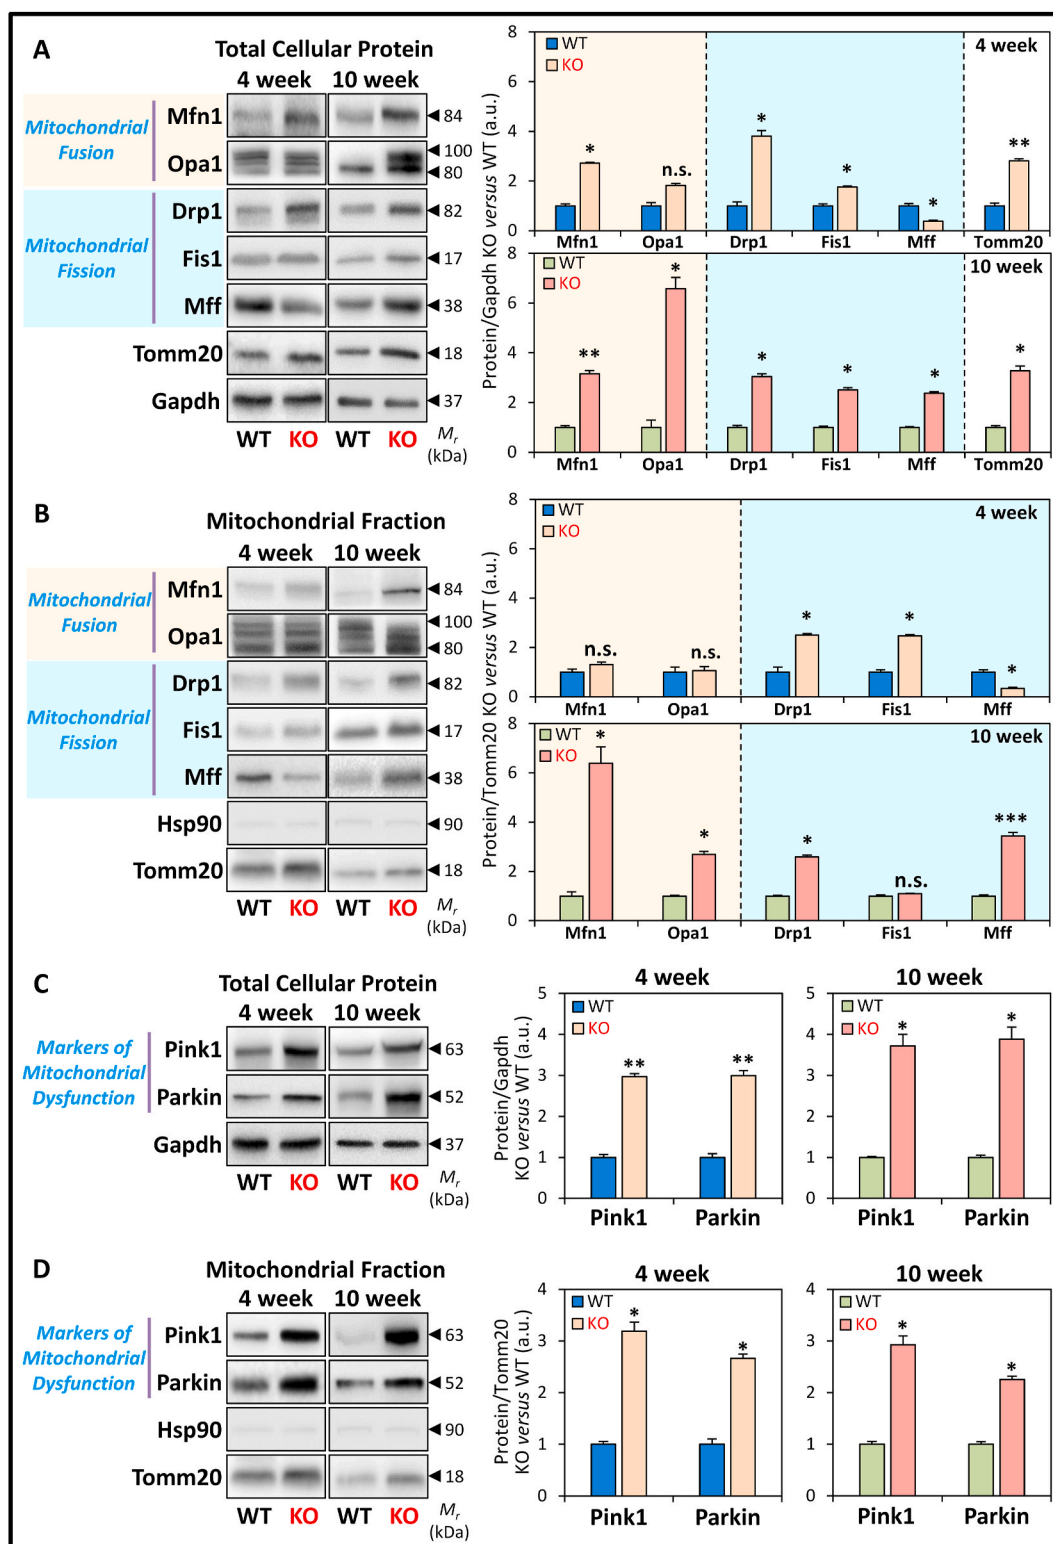 A
Total Cellular Protein
4 week 10 week
Mitochondrial
Fusion
Mfn1
84
Opa1
100
80
Mitochondrial
Fission
Drp1
82
Fis1
17
Mff
38
Tomm20
18
Gapdh
37
WT KO WT KO Mr
(kDa)
Protein/Gapdh KO versus WT (a.u.)
8
6
4
2
0
WT
KO
4 week
* n.s. * * * **
Mfn1 Opa1 Drp1 Fis1 Mff Tomm20
8
6
4
2
0
WT
KO
10 week
** * * * * *
Mfn1 Opa1 Drp1 Fis1 Mff Tomm20
B
Mitochondrial Fraction
4 week 10 week
Mitochondrial
Fusion
Mfn1
84
Opa1
100
80
Mitochondrial
Fission
Drp1
82
Fis1
17
Mff
38
Hsp90
90
Tomm20
18
WT KO WT KO Mr
(kDa)
Protein/Tomm20 KO versus WT (a.u.)
8
6
4
2
0
WT
KO
4 week
n.s. n.s. * * *
Mfn1 Opa1 Drp1 Fis1 Mff
8
6
4
2
0
WT
KO
10 week
* * * n.s. ***
Mfn1 Opa1 Drp1 Fis1 Mff
C
Total Cellular Protein
4 week 10 week
Markers of
Mitochondrial
Dysfunction
Pink1
63
Parkin
52
Gapdh
37
WT KO WT KO Mr
(kDa)
Protein/Gapdh
KO versus WT (a.u.)
4 week
5
4
3
2
1
0
WT
KO
** **
Pink1 Parkin
10 week
5
4
3
2
1
0
WT
KO
* *
Pink1 Parkin
D
Mitochondrial Fraction
4 week 10 week
Markers of
Mitochondrial
Dysfunction
Pink1
63
Parkin
52
Hsp90
90
Tomm20
18
WT KO WT KO Mr
(kDa)
Protein/Tomm20
KO versus WT (a.u.)
4 week
4
3
2
1
0
WT
KO
* *
Pink1 Parkin
10 week
4
3
2
1
0
WT
KO
* *
Pink1 Parkin